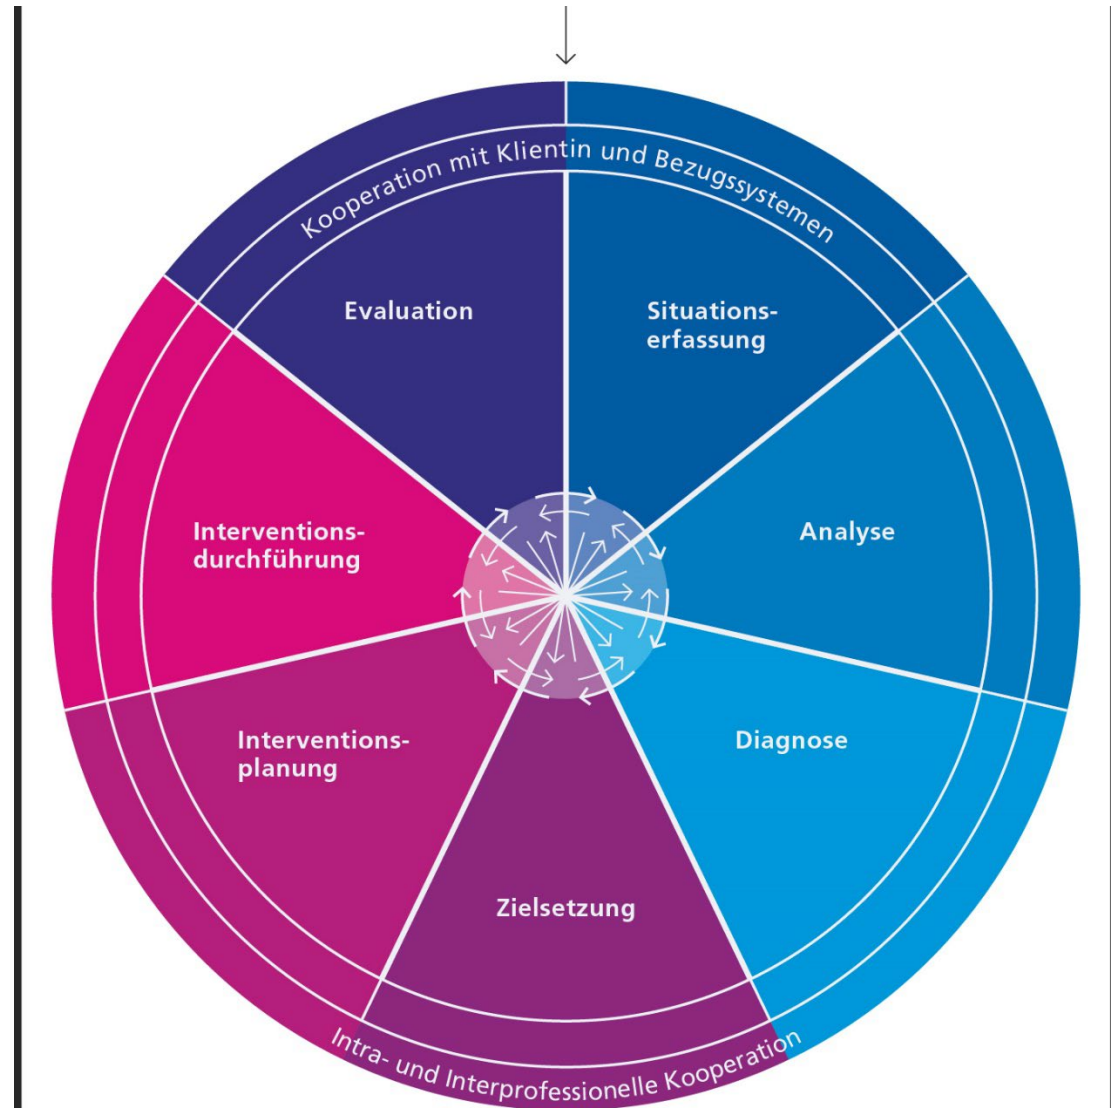 Kooperation mit Klientin und Bezugssystemen
Evaluation
Situations-
erfassung
Interventions-
durchführung
Analyse
Interventions-
planung
Diagnose
Zielsetzung
Intra- und Interprofessionelle Kooperation